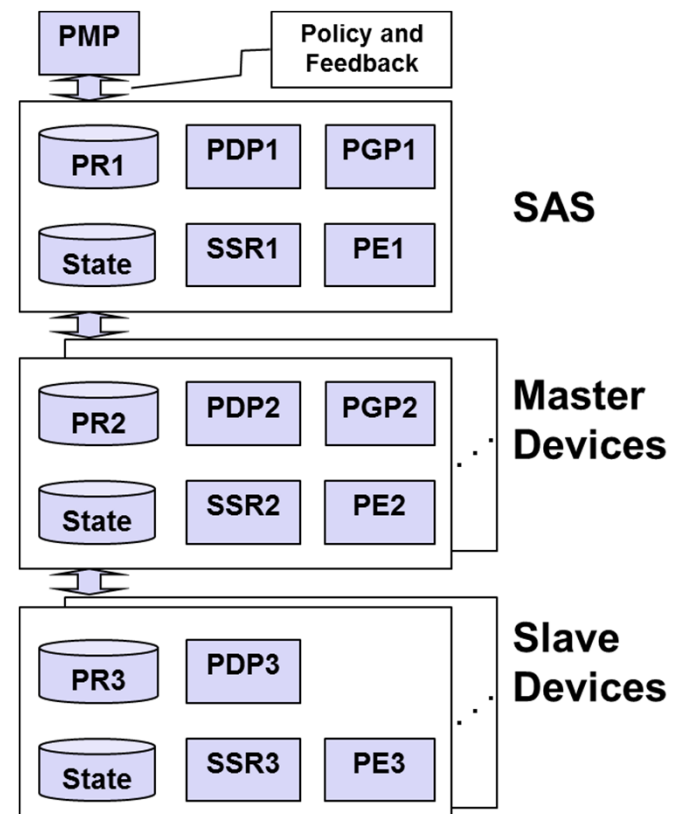 PMP
Policy and
Feedback
PR1
PDP1
PGP1
State
SSR1
PE1
SAS
PR2
PDP2
PGP2
State
SSR2
PE2
Master
Devices
PR3
PDP3
State
SSR3
PE3
Slave
Devices